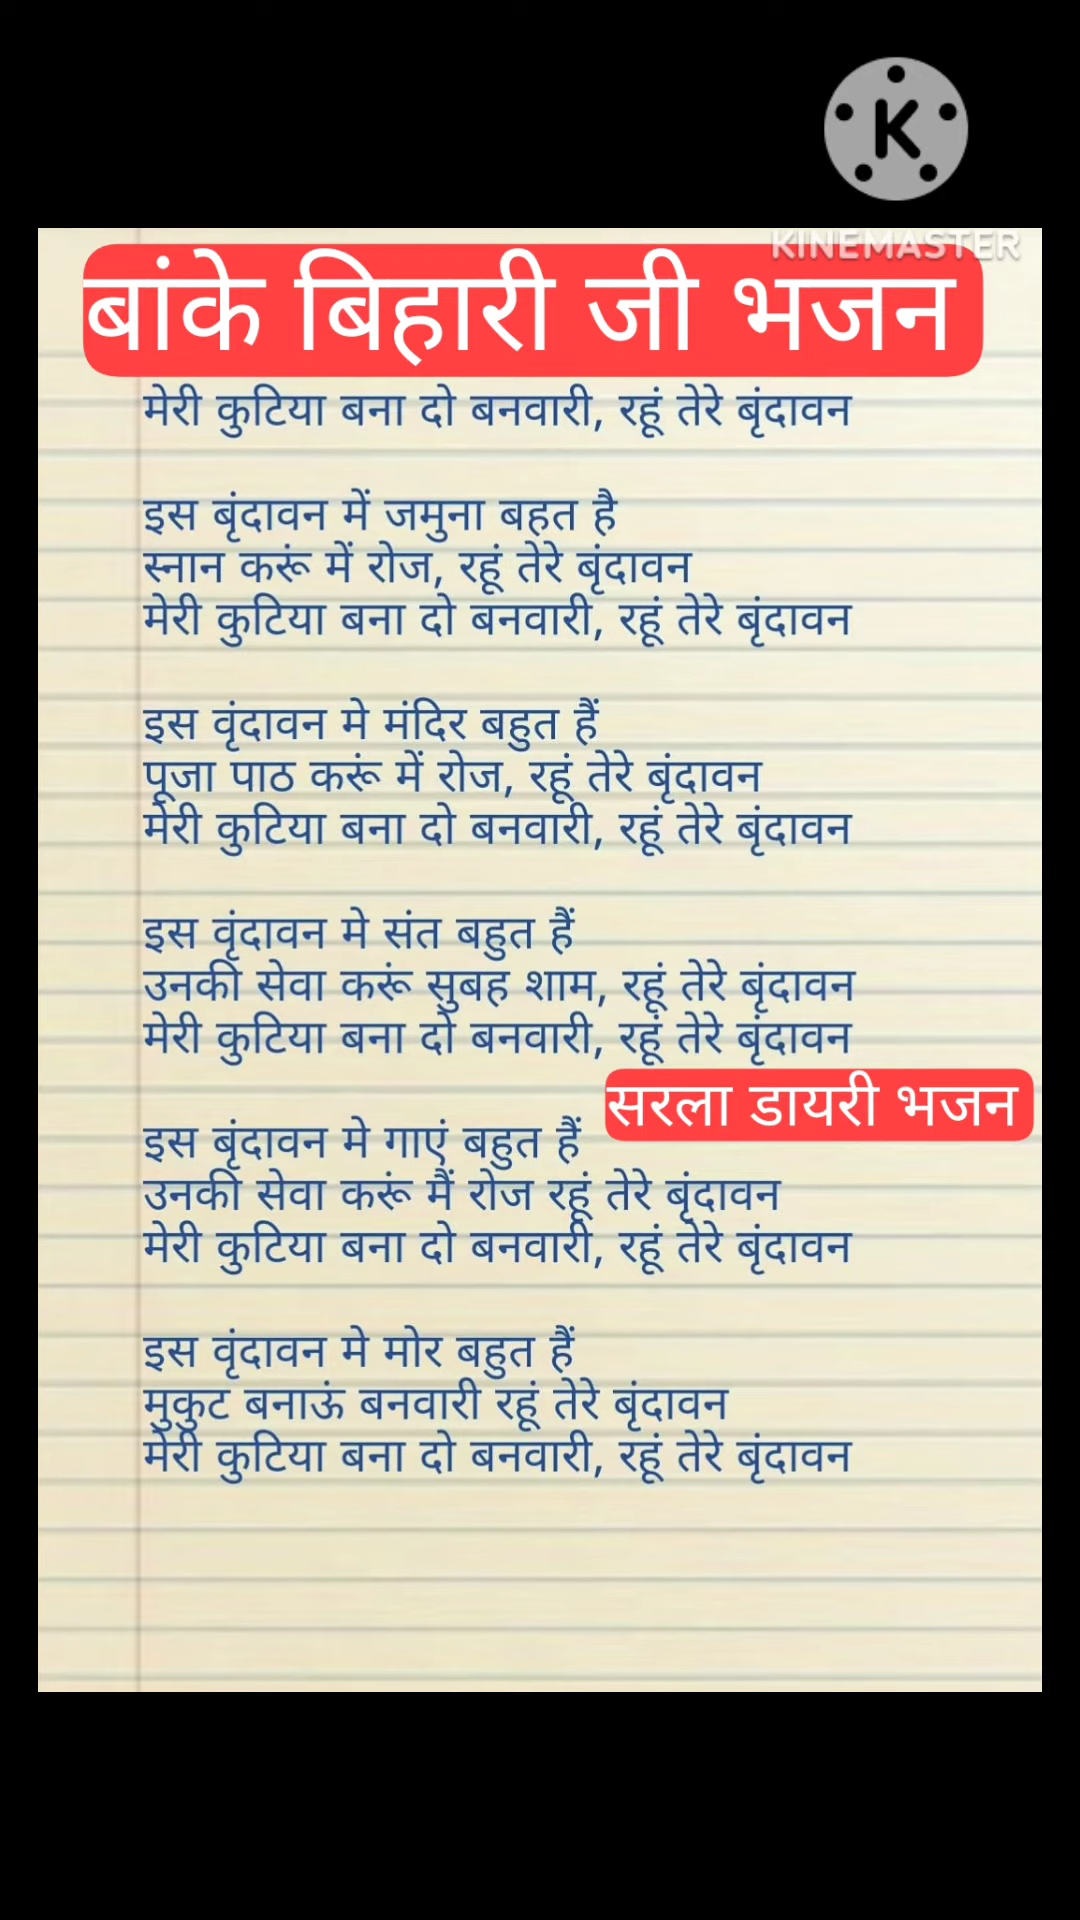 K
KINEMASTER
बांके बिहारी जी भजन
मेरी कुटिया बना दो बनवारी, रहूं तेरे बृंदावन
इस बृंदावन में जमुना बहत है
स्नान करूं में रोज, रहूं तेरे बृंदावन
मेरी कुटिया बना दो बनवारी, रहूं तेरे बृंदावन
इस वृंदावन मे मंदिर बहुत हैं
पूजा पाठ करूं में रोज, रहूं तेरे बृंदावन
मेरी कुटिया बना दो बनवारी, रहूं तेरे बृंदावन
इस वृंदावन मे संत बहुत हैं
उनकी सेवा करूं सुबह शाम, रहूं तेरे बृंदावन
मेरी कुटिया बना दो बनवारी, रहूं तेरे बृंदावन
सरला डायरी भजन
इस बृंदावन मे गाएं बहुत हैं
उनकी सेवा करूं मैं रोज रहूं तेरे बृंदावन
मेरी कुटिया बना दो बनवारी, रहूं तेरे बृंदावन
इस वृंदावन मे मोर बहुत हैं
मुकुट बनाऊं बनवारी रहूं तेरे बृंदावन
मेरी कुटिया बना दो बनवारी, रहूं तेरे बृंदावन